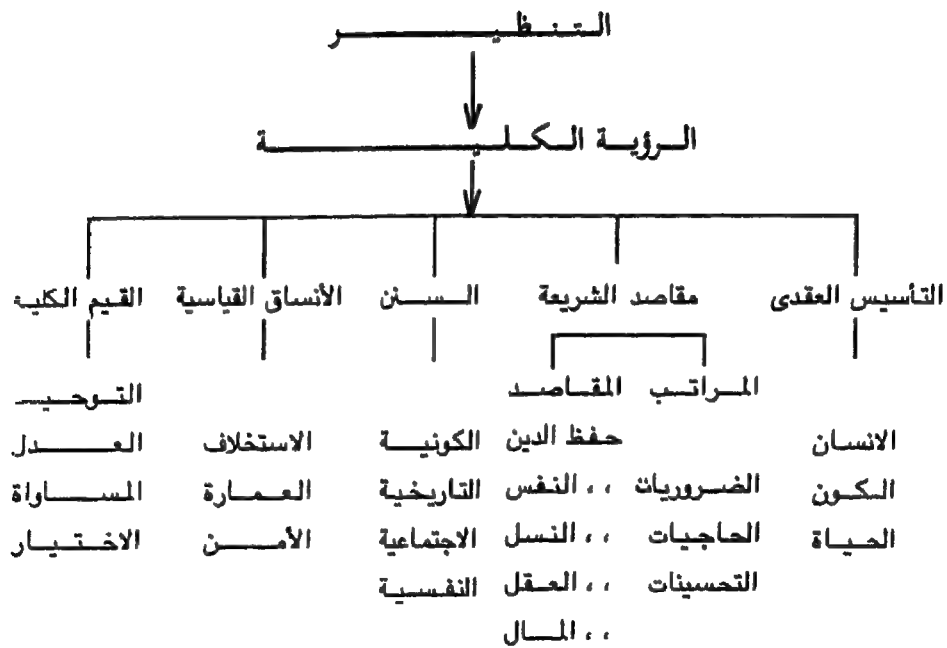 التنظير
الرؤية الكلية
التأسيس العقدى
مقاصد الشريعة
السنن
الأنساق القياسية
القيم الكلية
الانسان
الكون
الحياة
المراتب
الضروريات
الحاجيات
التحسينات
المقاصد
حفظ الدين
،، النفس
،، النسل
،، العقل
،، المال
الكونية
التاريخية
الاجتماعية
النفسية
الاستخلاف
العمارة
الأمن
التوحيـ
العدل
المساواة
الاختيار